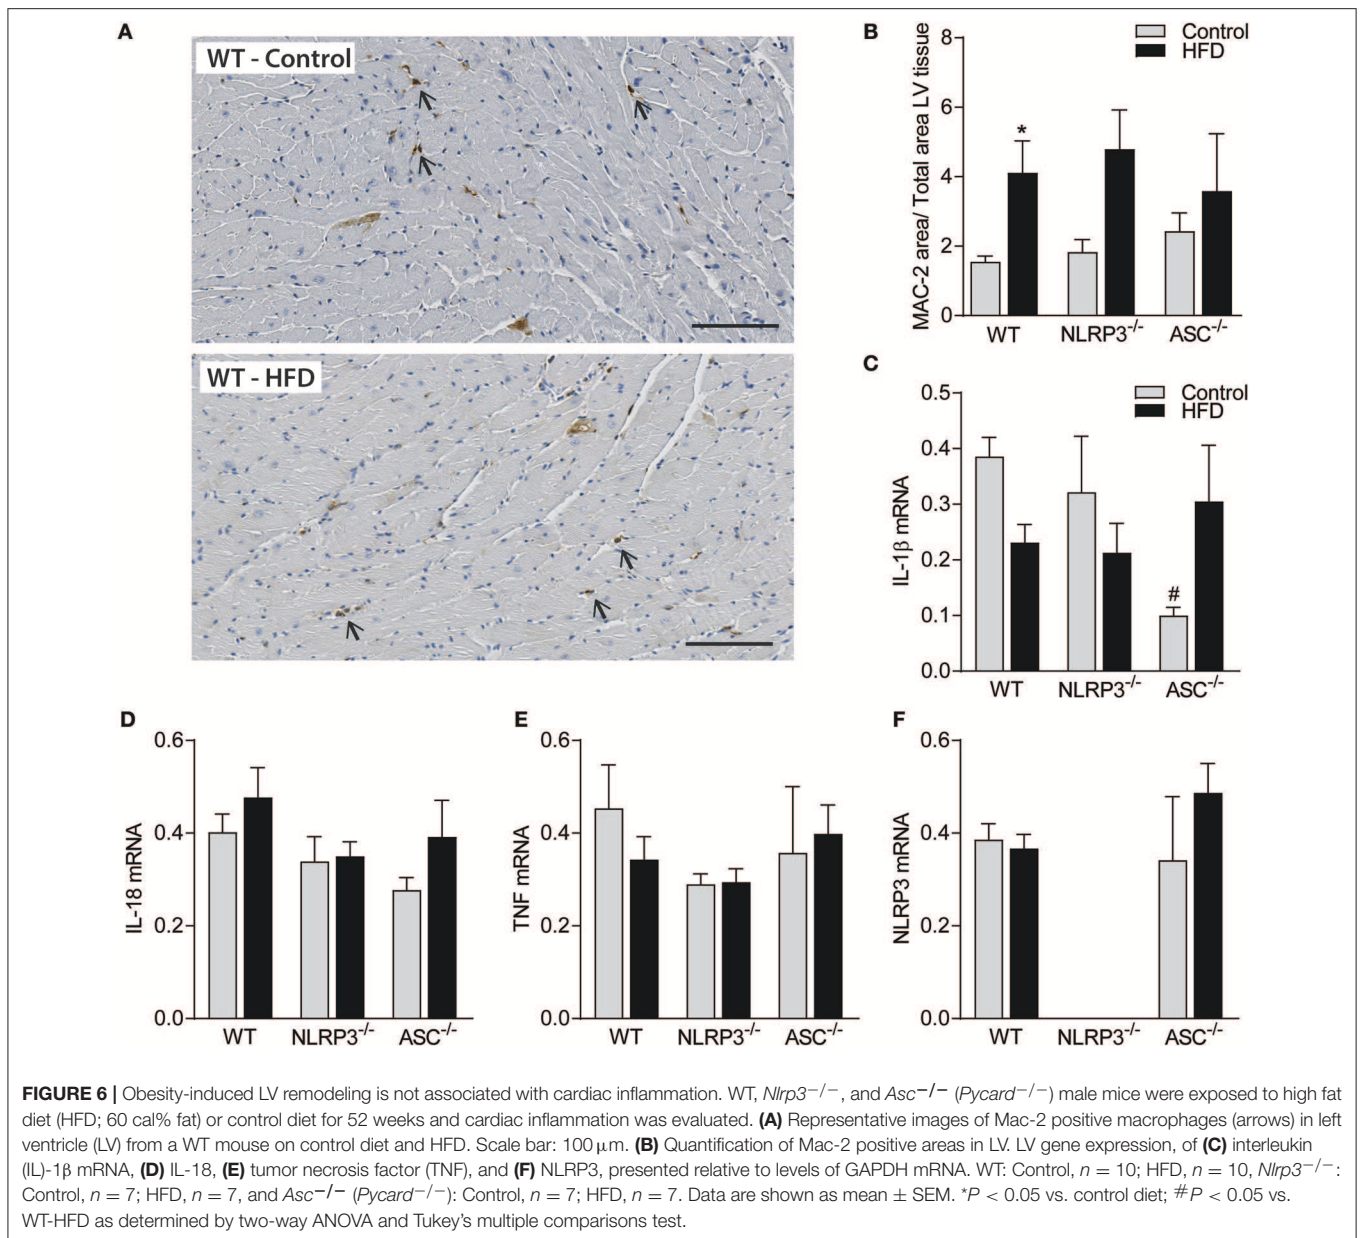 A
WT - Control
WT - HFD
B
MAC-2 area/ Total area LV tissue
8
6
4
2
0
Control
HFD
*
WT
NLRP3-/-
ASC-/-
C
IL-1β mRNA
0.5
0.4
0.3
0.2
0.1
0.0
Control
HFD
#
WT
NLRP3-/-
ASC-/-
D
IL-18 mRNA
0.6
0.4
0.2
0.0
WT
NLRP3-/-
ASC-/-
E
TNF mRNA
0.6
0.4
0.2
0.0
WT
NLRP3-/-
ASC-/-
F
NLRP3 mRNA
0.6
0.4
0.2
0.0
WT
NLRP3-/-
ASC-/-
FIGURE 6 | Obesity-induced LV remodeling is not associated with cardiac inflammation. WT, Nlrp3−/−, and Asc−/− (Pycard−/−) male mice were exposed to high fat
diet (HFD; 60 cal% fat) or control diet for 52 weeks and cardiac inflammation was evaluated. (A) Representative images of Mac-2 positive macrophages (arrows) in left
ventricle (LV) from a WT mouse on control diet and HFD. Scale bar: 100 μm. (B) Quantification of Mac-2 positive areas in LV. LV gene expression, of (C) interleukin
(IL)-1β mRNA, (D) IL-18, (E) tumor necrosis factor (TNF), and (F) NLRP3, presented relative to levels of GAPDH mRNA. WT: Control, n = 10; HFD, n = 10, Nlrp3−/−:
Control, n = 7; HFD, n = 7, and Asc−/− (Pycard−/−): Control, n = 7; HFD, n = 7. Data are shown as mean ± SEM. *P < 0.05 vs. control diet; #P < 0.05 vs.
WT-HFD as determined by two-way ANOVA and Tukey's multiple comparisons test.